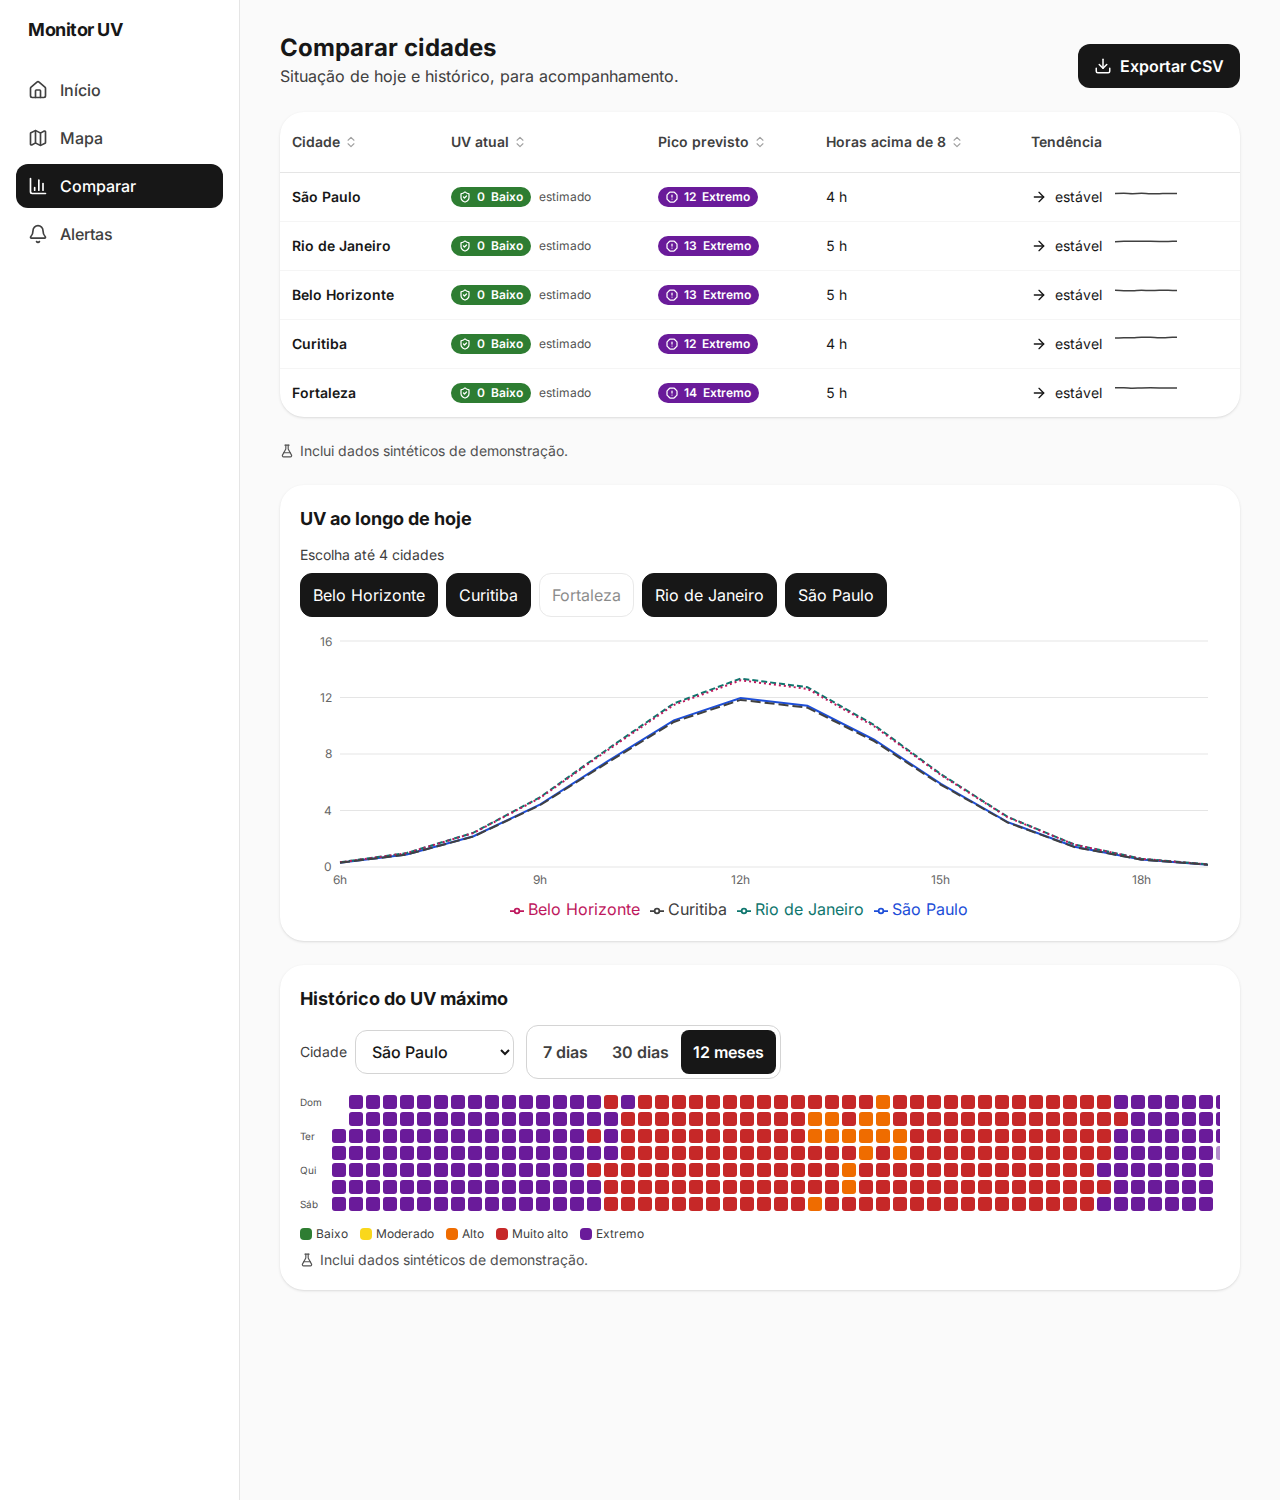 Monitor UV
Início
Mapa
Comparar
Alertas
Comparar cidades
Situação de hoje e histórico, para acompanhamento.
Exportar CSV
Cidade UV atual Pico previsto Horas acima de 8 Tendência
São Paulo 0 Baixo estimado 12 Extremo 4 h estável
Rio de Janeiro 0 Baixo estimado 13 Extremo 5 h estável
Belo Horizonte 0 Baixo estimado 13 Extremo 5 h estável
Curitiba 0 Baixo estimado 12 Extremo 4 h estável
Fortaleza 0 Baixo estimado 14 Extremo 5 h estável
Inclui dados sintéticos de demonstração.
UV ao longo de hoje
Escolha até 4 cidades
Belo Horizonte Curitiba Fortaleza Rio de Janeiro São Paulo
16
12
8
4
0
6h 9h 12h 15h 18h
Belo Horizonte Curitiba Rio de Janeiro São Paulo
Histórico do UV máximo
Cidade São Paulo 7 dias 30 dias 12 meses
Dom
Ter
Qui
Sáb
Baixo Moderado Alto Muito alto Extremo
Inclui dados sintéticos de demonstração.